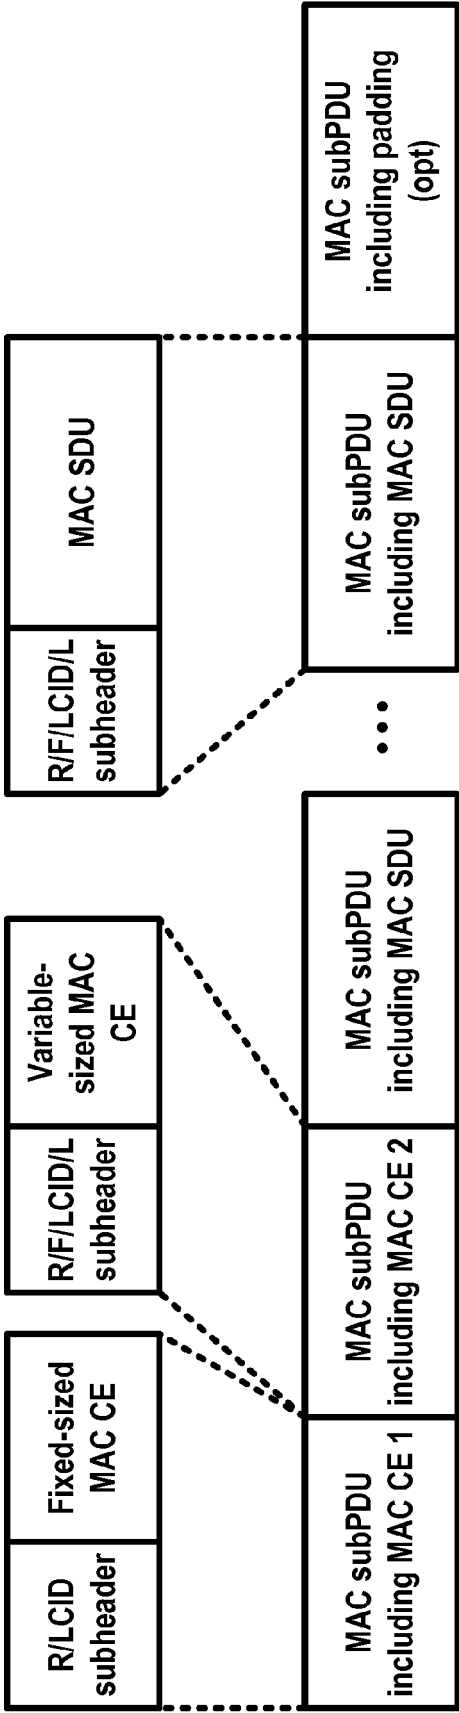 R/LCID
subheader
Fixed-sized
MAC CE
R/F/LCID/L
subheader
Variable-
sized MAC
CE
R/F/LCID/L
subheader
MAC SDU
MAC subPDU
including MAC CE 1
MAC subPDU
including MAC CE 2
MAC subPDU
including MAC SDU
...
MAC subPDU
including MAC SDU
MAC subPDU
including padding
(opt)